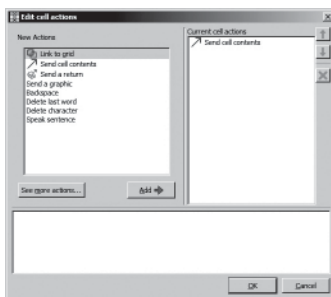 Edit cell actions
New Actions
Link to grid
Send cell contents
Send a return
Send a graphic
Backspace
Delete last word
Delete character
Speak sentence
See more actions...
Add
Current cell actions
Send cell contents
OK
Cancel